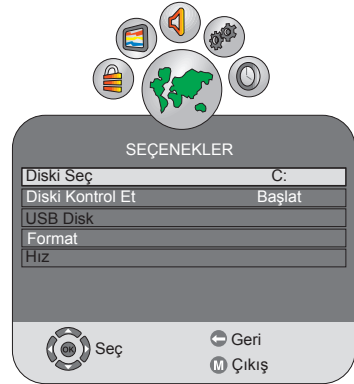 SEÇENEKLER
Diski Seç C:
Diski Kontrol Et Başlat
USB Disk
Format
Hız
OK Seç
Geri
M Çıkış